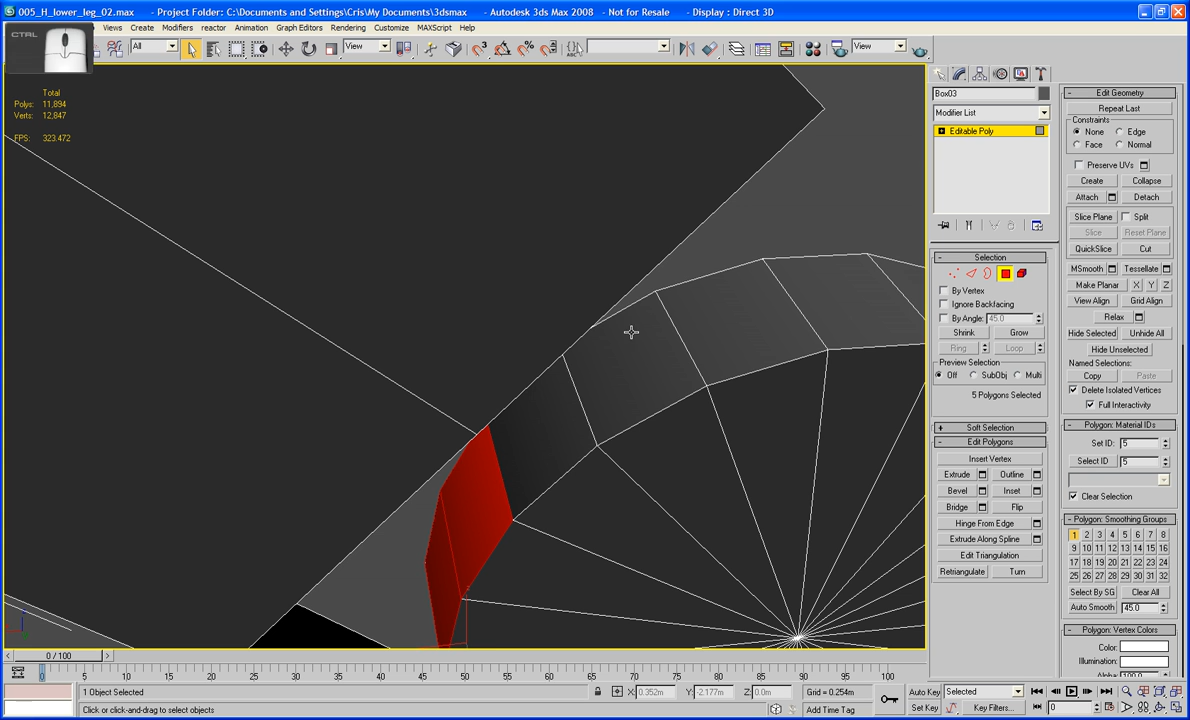 005_H_lower_leg_02.max - Project Folder: C:\Documents and Settings\Cris\My Documents\3dsmax - Autodesk 3ds Max 2008 - Not for Resale - Display : Direct 3D
Views Create Modifiers reactor Animation Graph Editors Rendering Customize MAXScript Help
CTRL
All View View
Total
Polys: 11,894
Verts: 12,847
FPS: 323.472
Box03
Modifier List
Editable Poly
Selection
By Vertex
Ignore Backfacing
By Angle: 45.0
Shrink Grow
Ring Loop
Preview Selection
Off SubObj Multi
5 Polygons Selected
Soft Selection
Edit Polygons
Insert Vertex
Extrude Outline
Bevel Inset
Bridge Flip
Hinge From Edge
Extrude Along Spline
Edit Triangulation
Retriangulate Turn
Edit Geometry
Repeat Last
Constraints
None Edge
Face Normal
Preserve UVs
Create Collapse
Attach Detach
Slice Plane Split
Slice Reset Plane
QuickSlice Cut
MSmooth Tessellate
Make Planar X Y Z
View Align Grid Align
Relax
Hide Selected Unhide All
Hide Unselected
Named Selections:
Copy Paste
Delete Isolated Vertices
Full Interactivity
Polygon: Material IDs
Set ID: 5
Select ID 5
Clear Selection
Polygon: Smoothing Groups
1 2 3 4 5 6 7 8
9 10 11 12 13 14 15 16
17 18 19 20 21 22 23 24
25 26 27 28 29 30 31 32
Select By SG Clear All
Auto Smooth 45.0
Polygon: Vertex Colors
Color:
Illumination:
Alpha: 100.0
0 / 100
0 5 10 15 20 25 30 35 40 45 50 55 60 65 70 75 80 85 90 95 100
1 Object Selected X: 0.352m Y: -2.177m Z: 0.0m Grid = 0.254m Auto Key Selected
Click or click-and-drag to select objects Add Time Tag Set Key Key Filters... 0